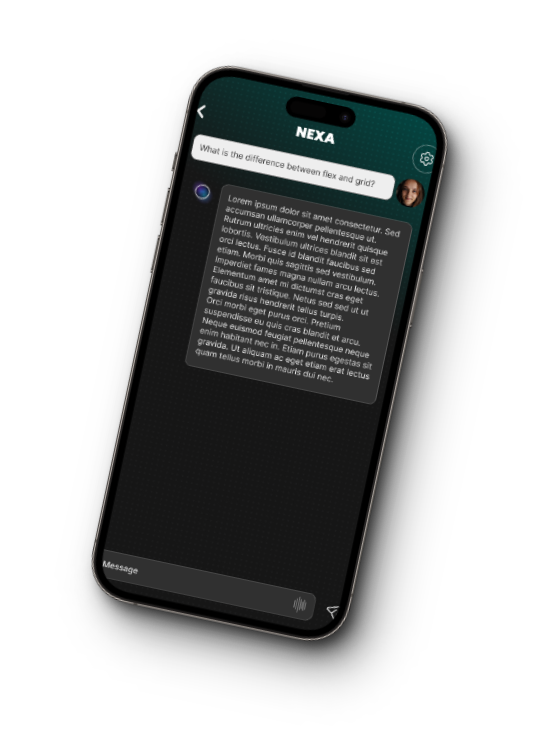 NEXA
What is the difference between flex and grid?
Lorem ipsum dolor sit amet consectetur. Sed
accumsan ullamcorper pellentesque ut.
Rutrum ultricies enim vel hendrerit quisque
lobortis. Vestibulum ultrices blandit sit est
orci lectus. Fusce id blandit faucibus sed
etiam. Morbi quis sagittis sed vestibulum.
Imperdiet fames magna nullam arcu lectus.
Elementum amet mi dictumst cras eget
faucibus sit tristique. Netus sed sed ut ut
gravida risus hendrerit tellus turpis.
Orci morbi eget purus orci. Pretium
suspendisse eu quis cras blandit et arcu.
Neque euismod feugiat pellentesque neque
enim habitant nec in. Etiam purus egestas sit
gravida. Ut aliquam ac eget etiam erat lectus
quam tellus morbi in mauris dui nec.
Message